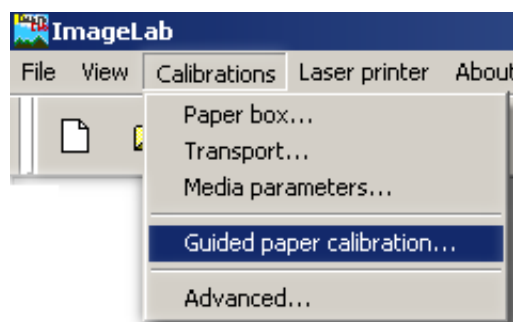 ImageLab
File View Calibrations Laser printer About
Paper box...
Transport...
Media parameters...
Guided paper calibration...
Advanced...